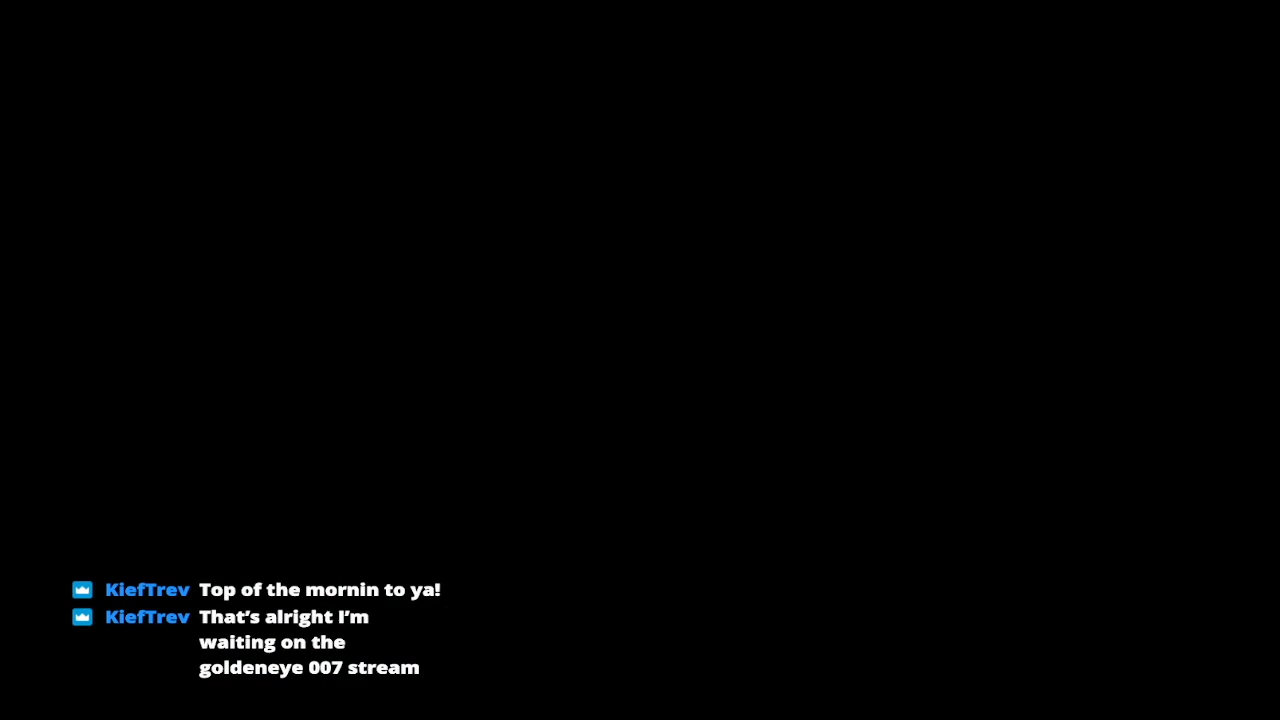 KiefTrev Top of the mornin to ya!
KiefTrev That’s alright I’m
waiting on the
goldeneye 007 stream